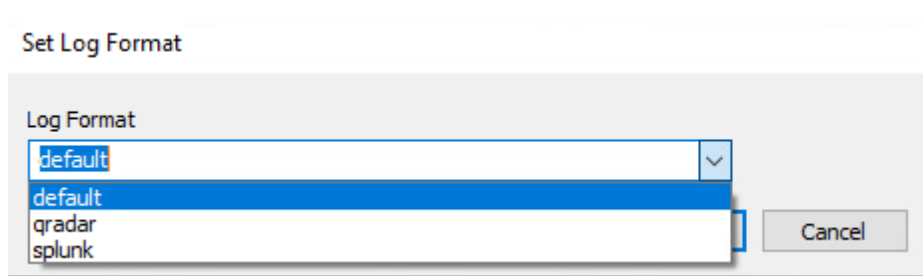 Set Log Format
Log Format
default
default
qradar
splunk
Cancel